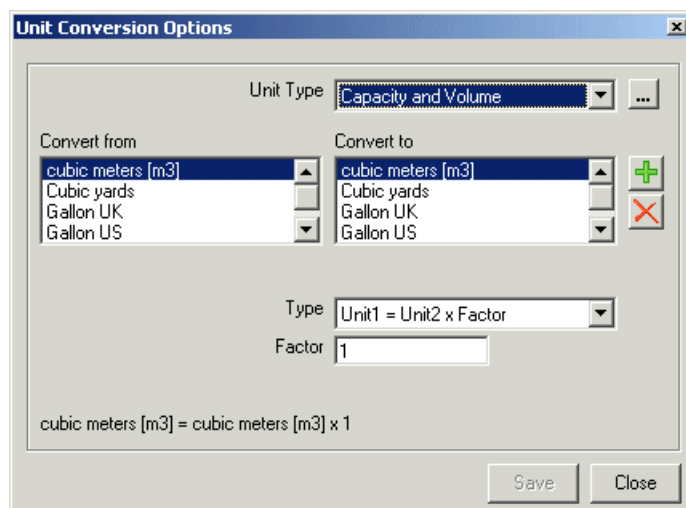 Unit Conversion Options
Unit Type Capacity and Volume ...
Convert from Convert to
cubic meters [m3] cubic meters [m3]
Cubic yards Cubic yards
Gallon UK Gallon UK
Gallon US Gallon US
Type Unit1 = Unit2 x Factor
Factor 1
cubic meters [m3] = cubic meters [m3] x 1
Save Close